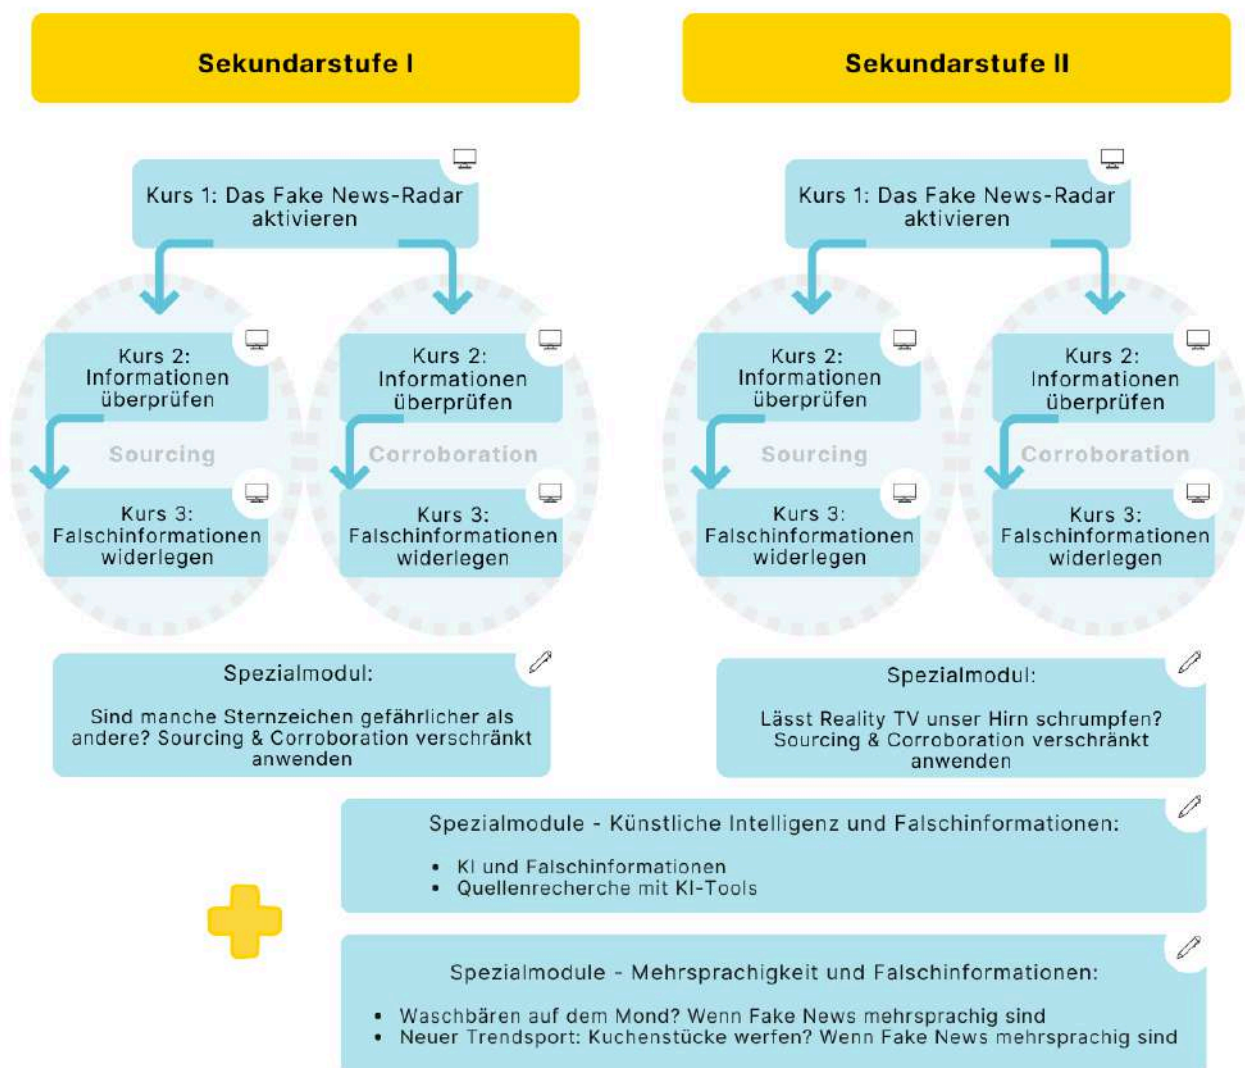 Sekundarstufe I
Kurs 1: Das Fake News-Radar
aktivieren
Kurs 2:
Informationen
überprüfen
Sourcing
Kurs 3:
Falschinformationen
widerlegen
Kurs 2:
Informationen
überprüfen
Corroboration
Kurs 3:
Falschinformationen
widerlegen
Spezialmodul:
Sind manche Sternzeichen gefährlicher als
andere? Sourcing & Corroboration verschränkt
anwenden
Sekundarstufe II
Kurs 1: Das Fake News-Radar
aktivieren
Kurs 2:
Informationen
überprüfen
Sourcing
Kurs 3:
Falschinformationen
widerlegen
Kurs 2:
Informationen
überprüfen
Corroboration
Kurs 3:
Falschinformationen
widerlegen
Spezialmodul:
Lässt Reality TV unser Hirn schrumpfen?
Sourcing & Corroboration verschränkt
anwenden
Spezialmodule - Künstliche Intelligenz und Falschinformationen:
• KI und Falschinformationen
• Quellenrecherche mit KI-Tools
Spezialmodule - Mehrsprachigkeit und Falschinformationen:
• Waschbären auf dem Mond? Wenn Fake News mehrsprachig sind
• Neuer Trendsport: Kuchenstücke werfen? Wenn Fake News mehrsprachig sind